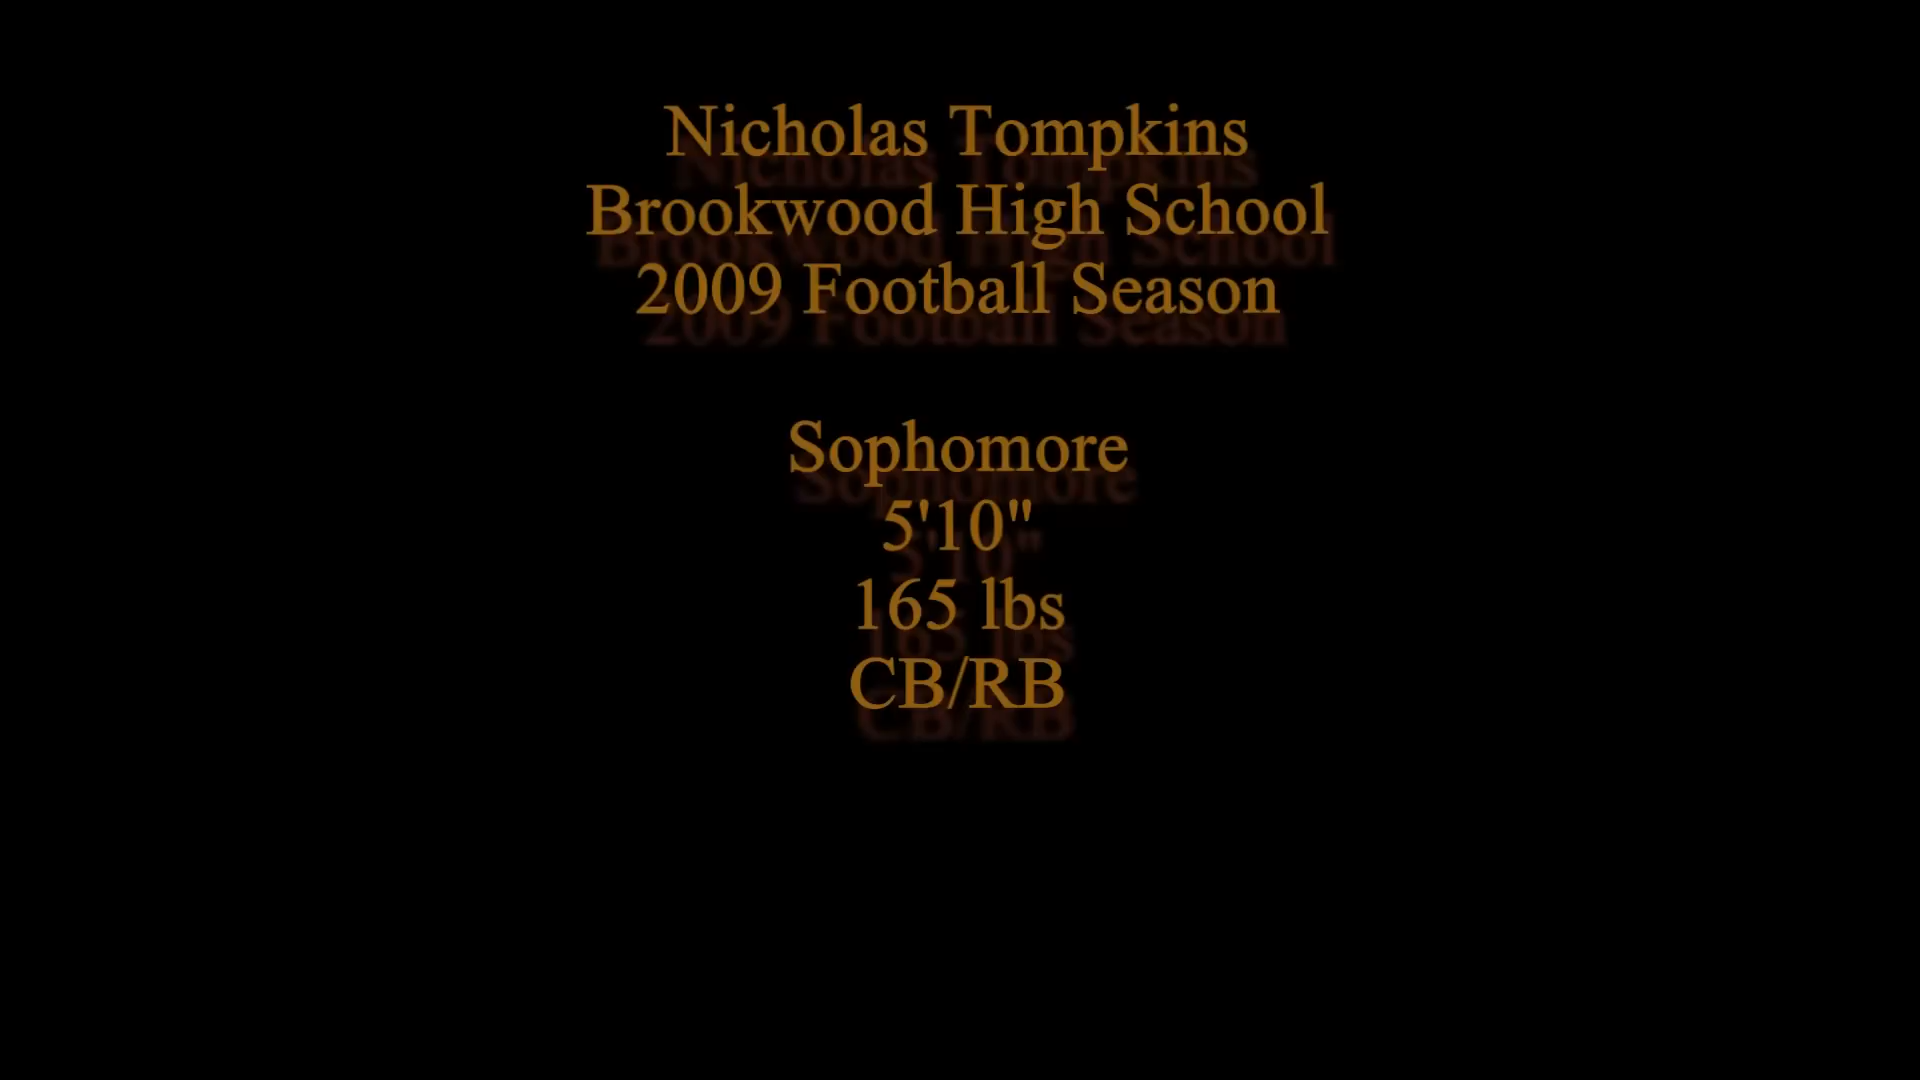 Nicholas Tompkins
Brookwood High School
2009 Football Season
Sophomore
5'10"
165 lbs
CB/RB